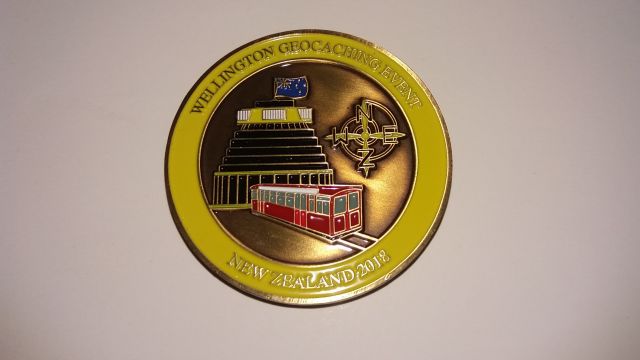 WELLINGTON GEOCACHING EVENT
N
W E
Z
NEW ZEALAND 2018